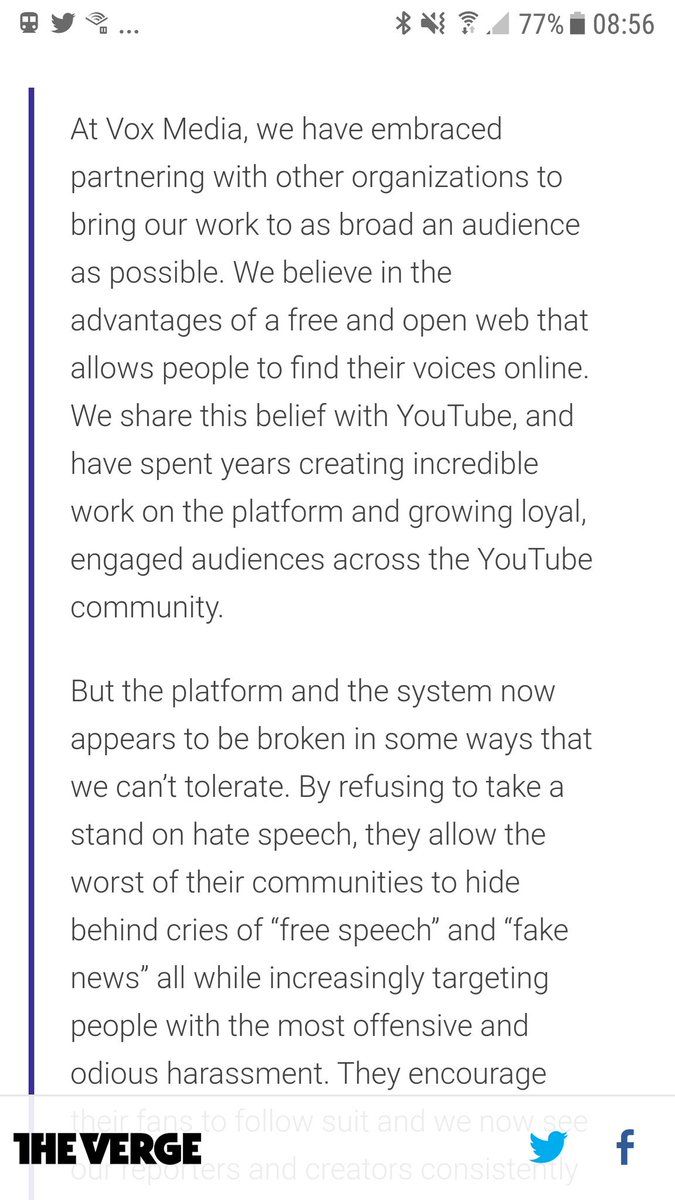 ... 77% 08:56
At Vox Media, we have embraced
partnering with other organizations to
bring our work to as broad an audience
as possible. We believe in the
advantages of a free and open web that
allows people to find their voices online.
We share this belief with YouTube, and
have spent years creating incredible
work on the platform and growing loyal,
engaged audiences across the YouTube
community.
But the platform and the system now
appears to be broken in some ways that
we can’t tolerate. By refusing to take a
stand on hate speech, they allow the
worst of their communities to hide
behind cries of “free speech” and “fake
news” all while increasingly targeting
people with the most offensive and
odious harassment. They encourage
their fans to follow suit and we now see
THE VERGE
our reporters and creators consistently